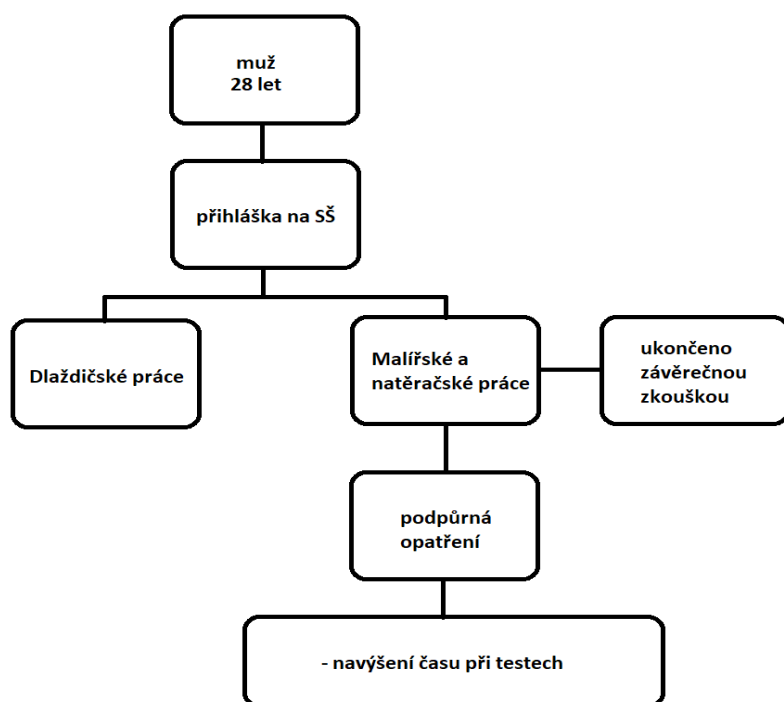 muž
28 let
přihláška na SŠ
Dlaždičské práce
Malířské a
natěračské práce
ukončeno
závěrečnou
zkouškou
podpůrná
opatření
- navýšení času při testech